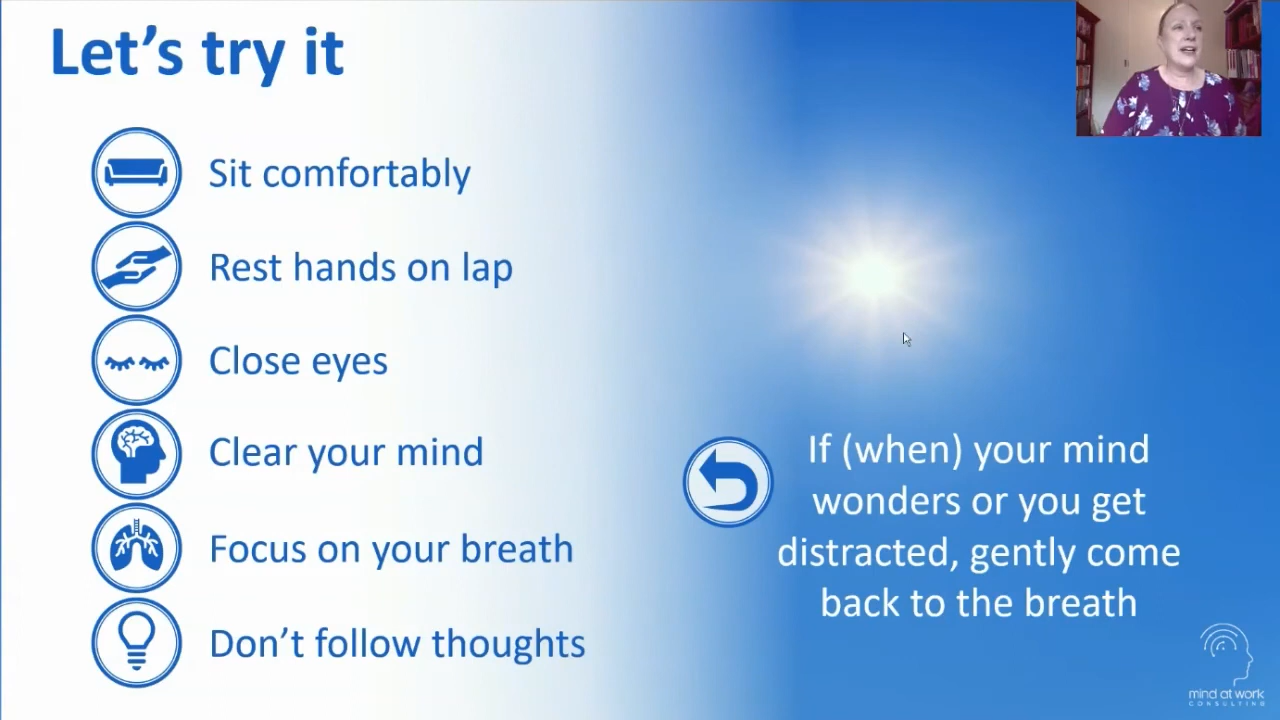 Let's try it
Sit comfortably
Rest hands on lap
Close eyes
Clear your mind
Focus on your breath
Don't follow thoughts
If (when) your mind
wonders or you get
distracted, gently come
back to the breath
mind at work
CONSULTING